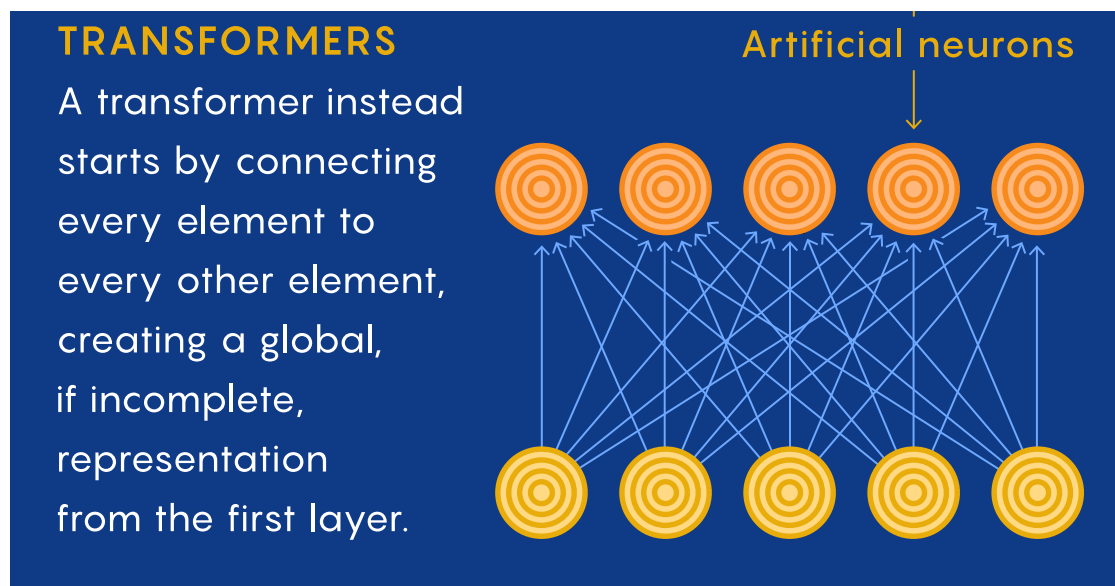 TRANSFORMERS
A transformer instead
starts by connecting
every element to
every other element,
creating a global,
if incomplete,
representation
from the first layer.
Artificial neurons